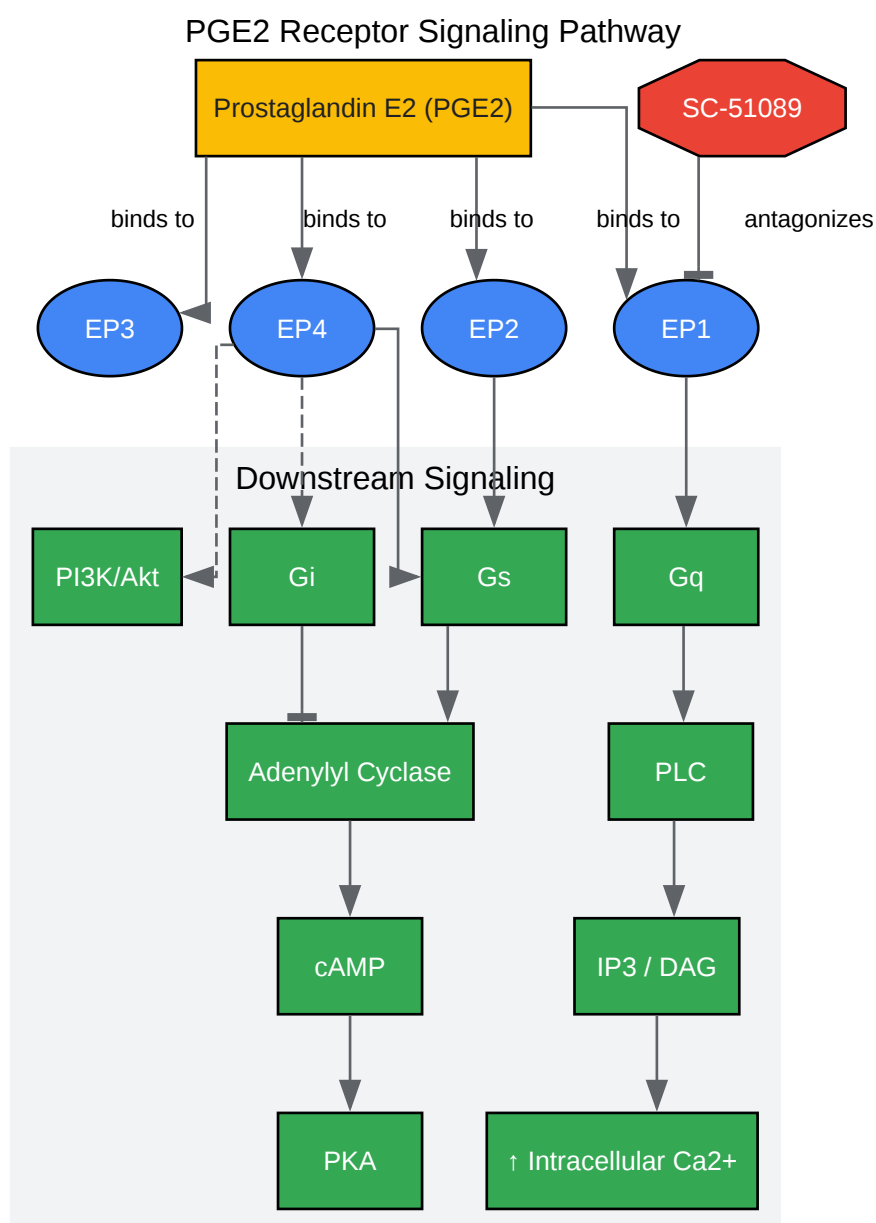 PGE2 Receptor Signaling Pathway
Prostaglandin E2 (PGE2)
SC-51089
binds to
binds to
binds to
binds to
antagonizes
EP3
EP4
EP2
EP1
Downstream Signaling
PI3K/Akt
Gi
Gs
Gq
Adenylyl Cyclase
PLC
cAMP
IP3 / DAG
PKA
↑ Intracellular Ca2+